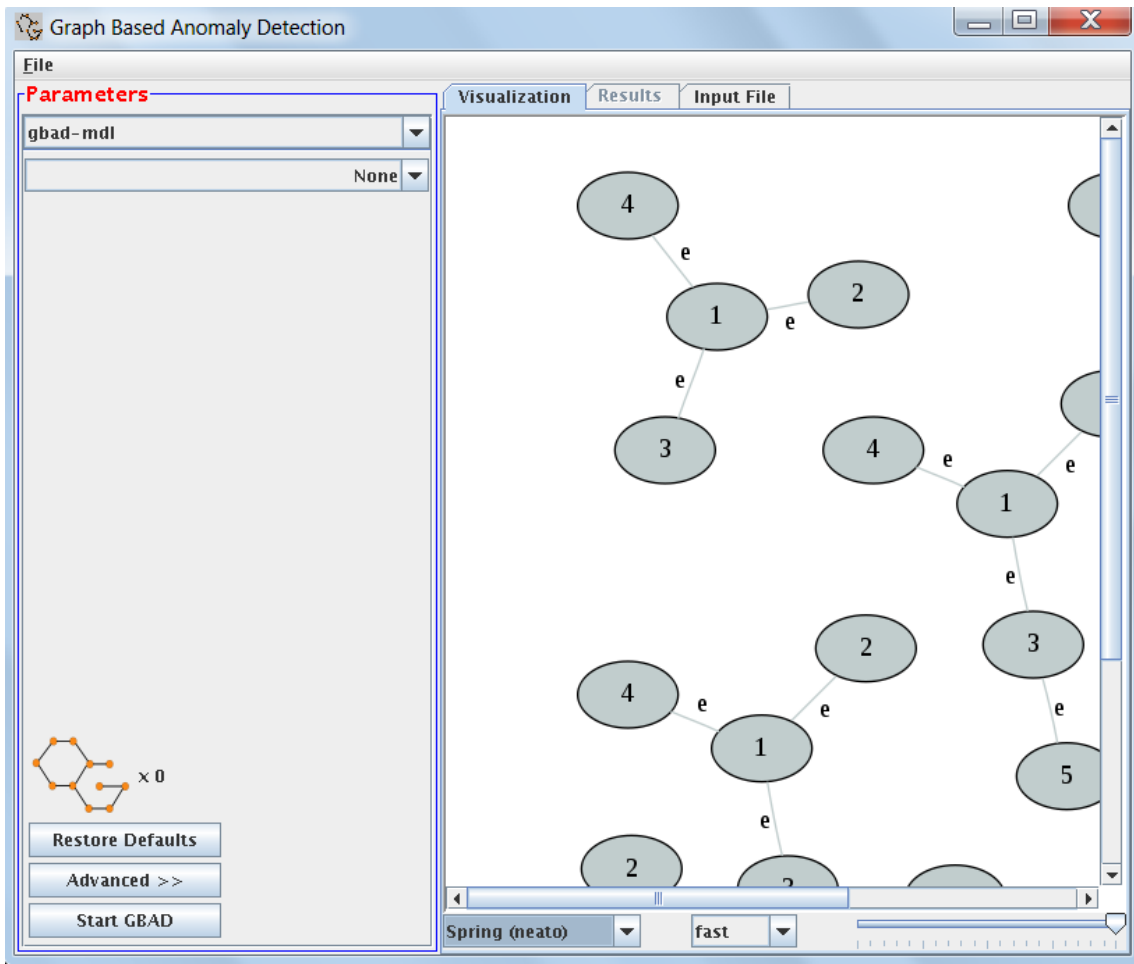 Graph Based Anomaly Detection
File
Parameters
gbad-mdl
None
x 0
Restore Defaults
Advanced >>
Start GBAD
Visualization Results Input File
4
e
1
2
e
e
3
4
e
e
1
e
3
e
5
2
4
e
e
1
e
2
3
Spring (neato) fast